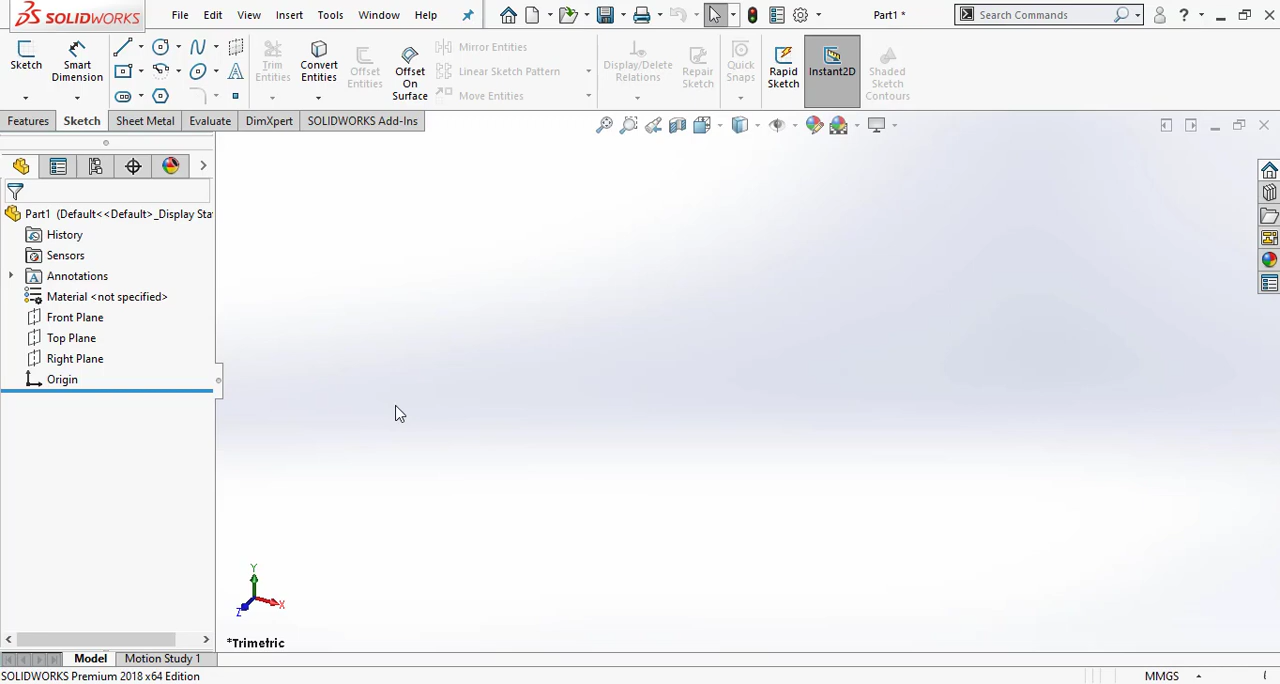 SOLIDWORKS File Edit View Insert Tools Window Help Part1 * Search Commands ?
Sketch Smart Dimension Trim Entities Convert Entities Offset Entities Offset On Surface Mirror Entities Linear Sketch Pattern Move Entities Display/Delete Relations Repair Sketch Quick Snaps Rapid Sketch Instant2D Shaded Sketch Contours
Features Sketch Sheet Metal Evaluate DimXpert SOLIDWORKS Add-Ins
Part1 (Default<<Default>_Display Sta
History
Sensors
Annotations
Material <not specified>
Front Plane
Top Plane
Right Plane
Origin
Y
X
Z
*Trimetric
Model Motion Study 1
SOLIDWORKS Premium 2018 x64 Edition MMGS